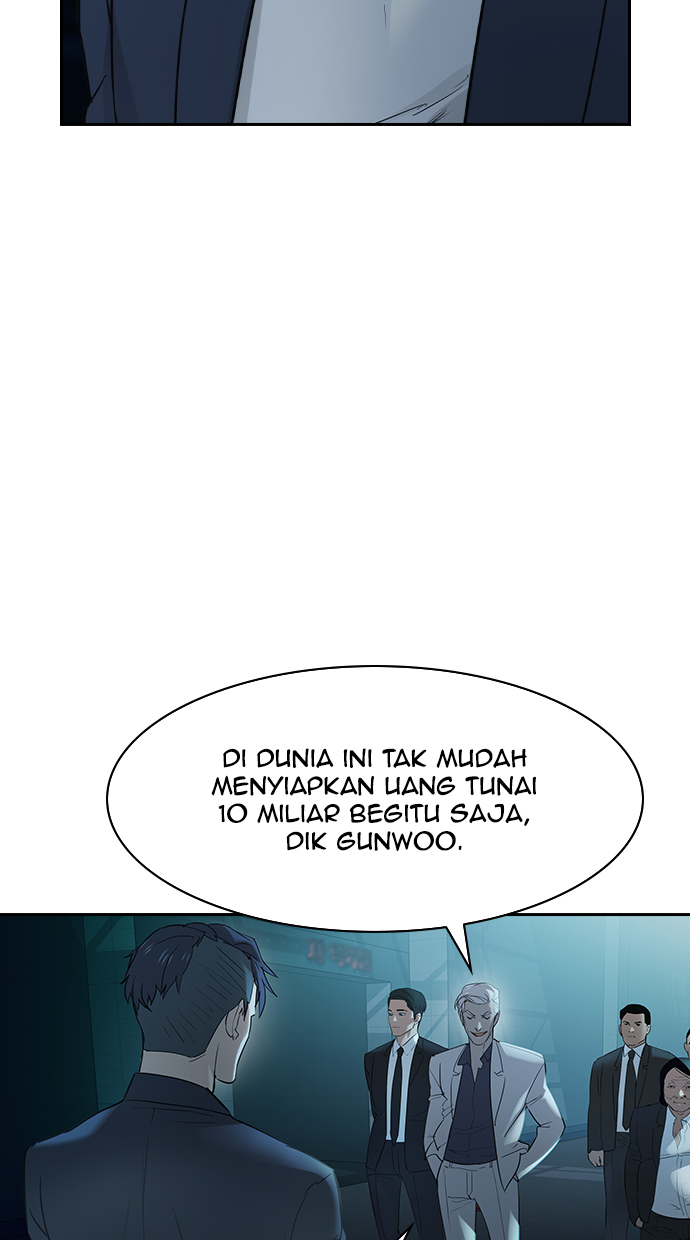 DI DUNIA INI TAK MUDAH
MENYIAPKAN UANG TUNAI
10 MILIAR BEGITU SAJA,
DIK GUNWOO.